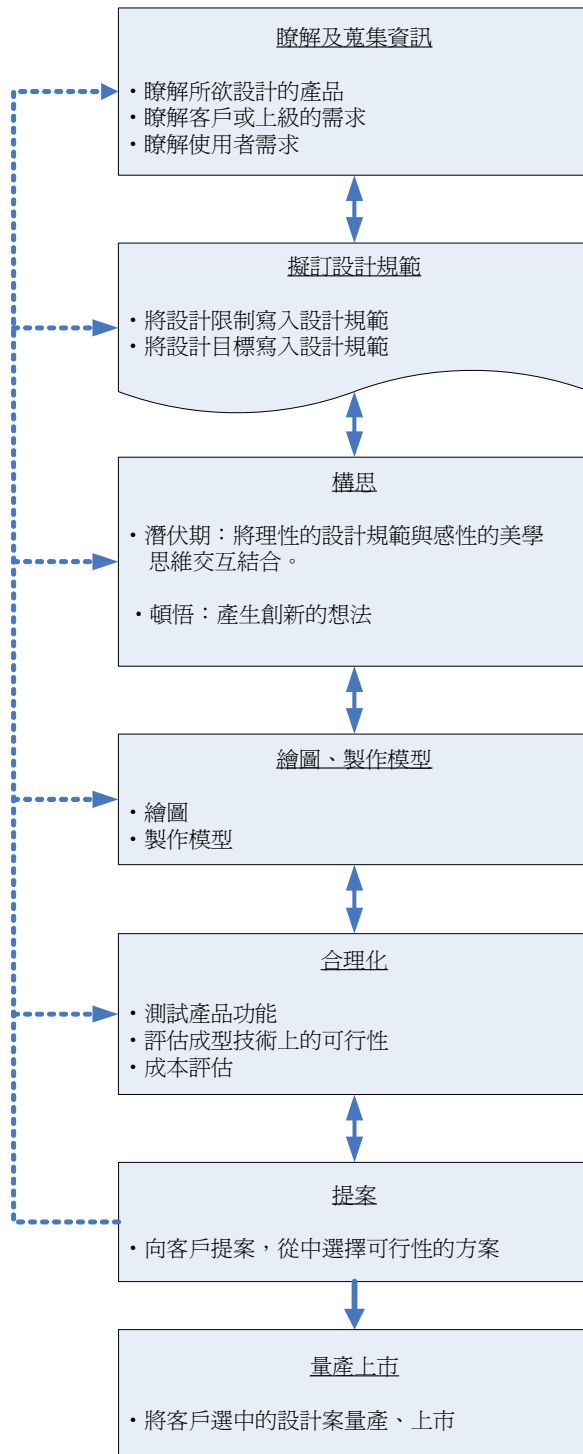 瞭解及蒐集資訊
・瞭解所欲設計的產品
・瞭解客戶或上級的需求
・瞭解使用者需求
擬訂設計規範
・將設計限制寫入設計規範
・將設計目標寫入設計規範
構思
・潛伏期：將理性的設計規範與感性的美學
思維交互結合。
・頓悟：產生創新的想法
繪圖、製作模型
・繪圖
・製作模型
合理化
・測試產品功能
・評估成型技術上的可行性
・成本評估
提案
・向客戶提案，從中選擇可行性的方案
量產上市
・將客戶選中的設計案量產、上市